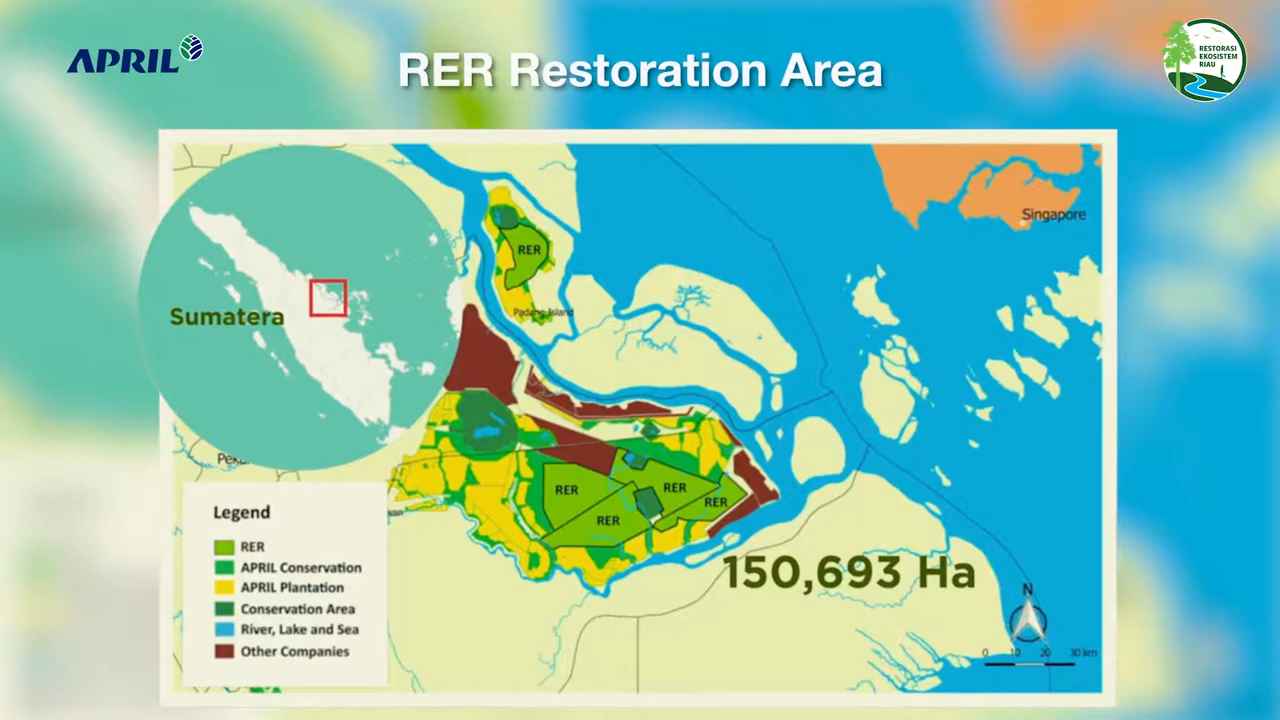 APRIL
RER Restoration Area
RESTORASI
EKOSISTEM
RIAU
Singapore
RER
Padang Island
Sumatera
RER
RER
RER
RER
150,693 Ha
Legend
RER
APRIL Conservation
APRIL Plantation
Conservation Area
River, Lake and Sea
Other Companies
N
0 10 20 30 km